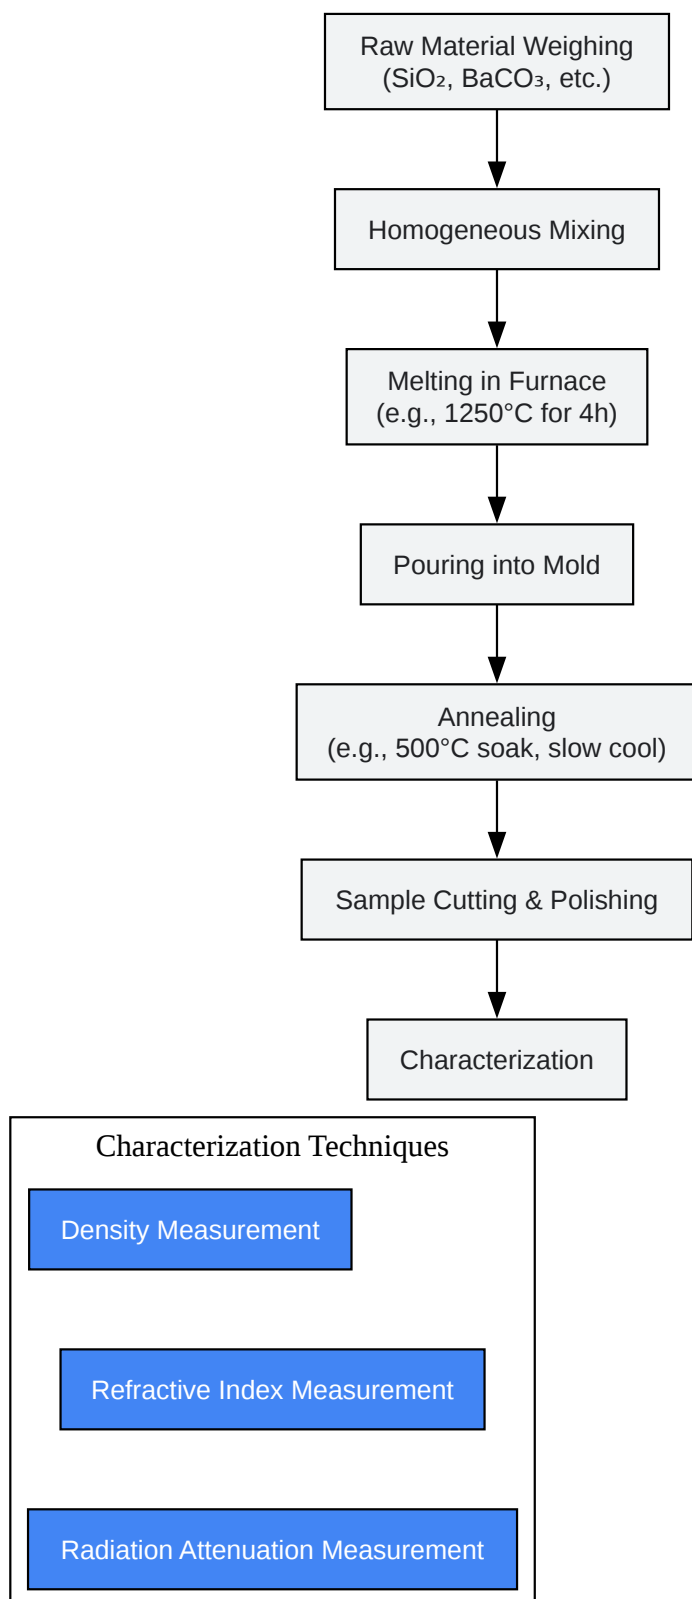 Raw Material Weighing
(SiO₂, BaCO₃, etc.)
Homogeneous Mixing
Melting in Furnace
(e.g., 1250°C for 4h)
Pouring into Mold
Annealing
(e.g., 500°C soak, slow cool)
Sample Cutting & Polishing
Characterization
Characterization Techniques
Density Measurement
Refractive Index Measurement
Radiation Attenuation Measurement